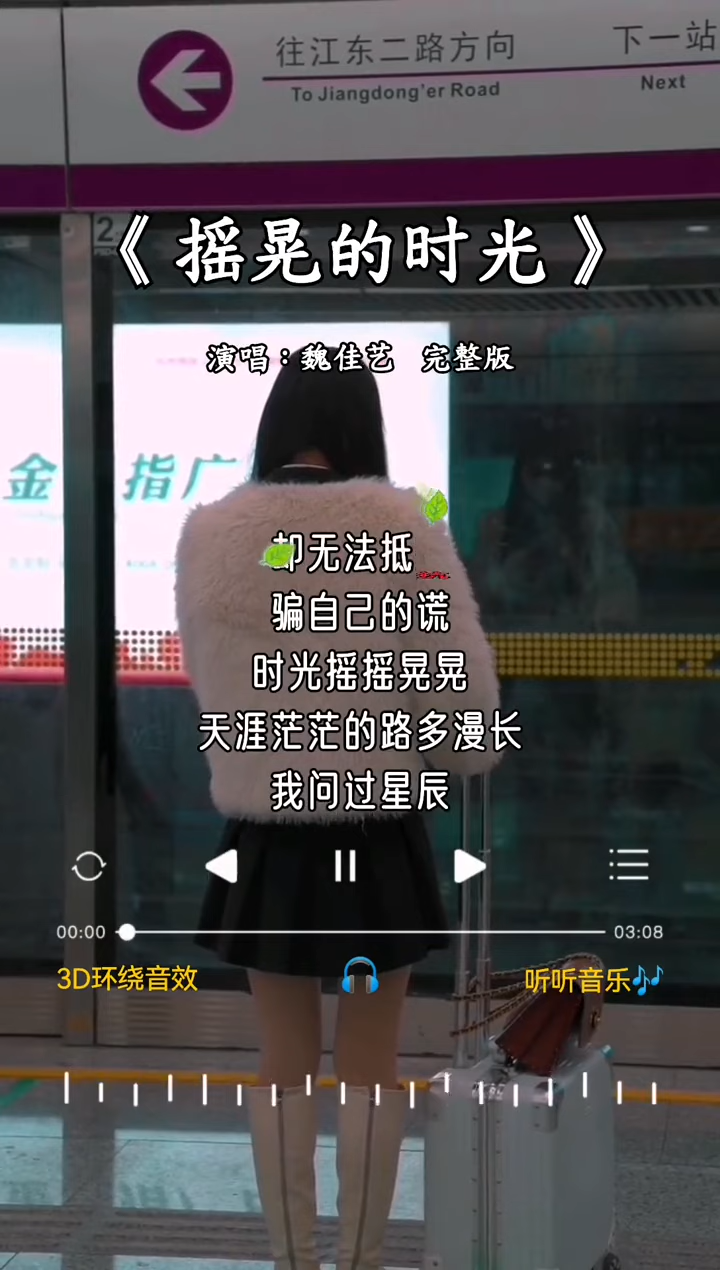 往江东二路方向 下一站
To Jiangdong'er Road Next
2
《摇晃的时光》
演唱：魏佳艺 完整版
金 指广
却无法抵
骗自己的谎
时光摇摇晃晃
天涯茫茫的路多漫长
我问过星辰
00:00 03:08
3D环绕音效 听听音乐